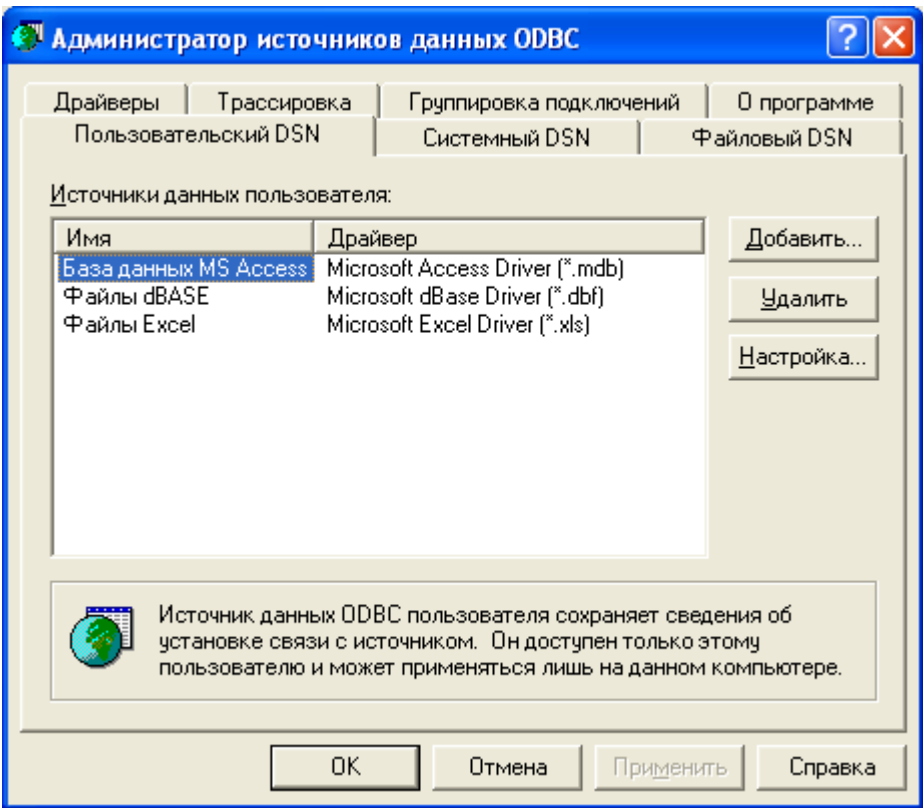 Администратор источников данных ODBC
Драйверы Трассировка Группировка подключений О программе
Пользовательский DSN Системный DSN Файловый DSN
Источники данных пользователя:
Имя Драйвер
База данных MS Access Microsoft Access Driver (*.mdb)
Файлы dBASE Microsoft dBase Driver (*.dbf)
Файлы Excel Microsoft Excel Driver (*.xls)
Добавить...
Удалить
Настройка...
Источник данных ODBC пользователя сохраняет сведения об
установке связи с источником. Он доступен только этому
пользователю и может применяться лишь на данном компьютере.
OK Отмена Применить Справка